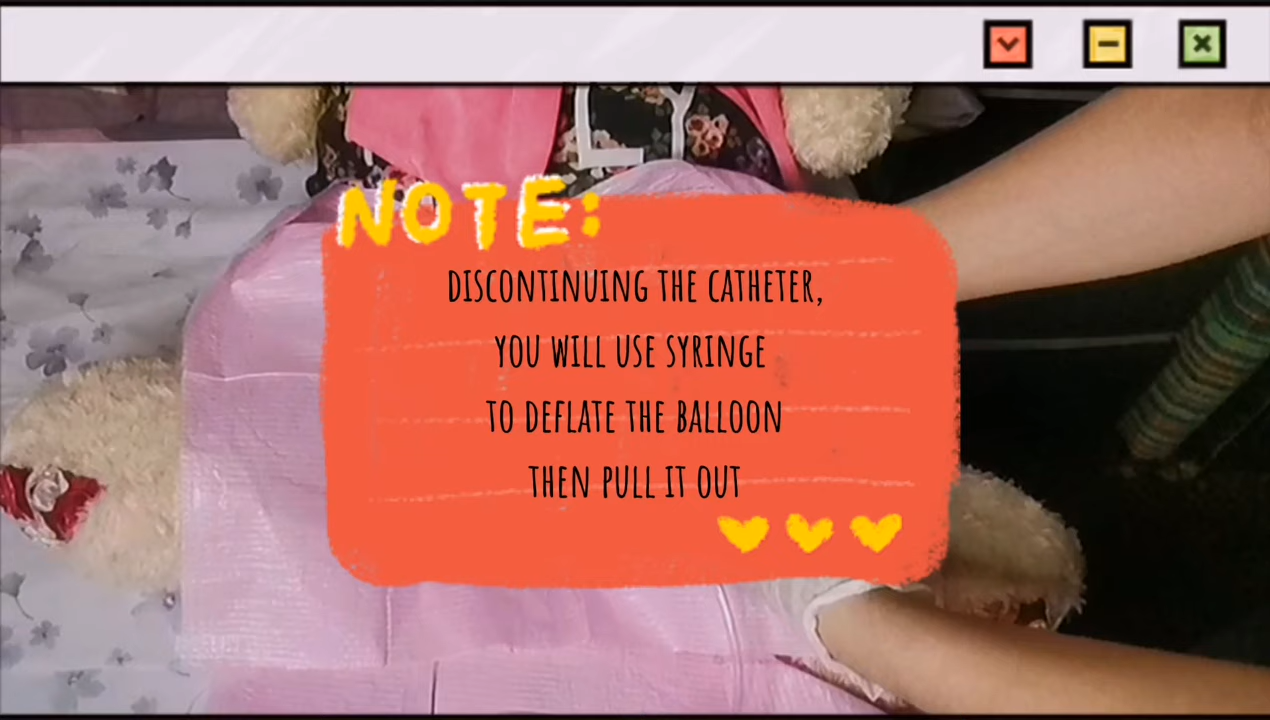 NOTE:
DISCONTINUING THE CATHETER,
YOU WILL USE SYRINGE
TO DEFLATE THE BALLOON
THEN PULL IT OUT